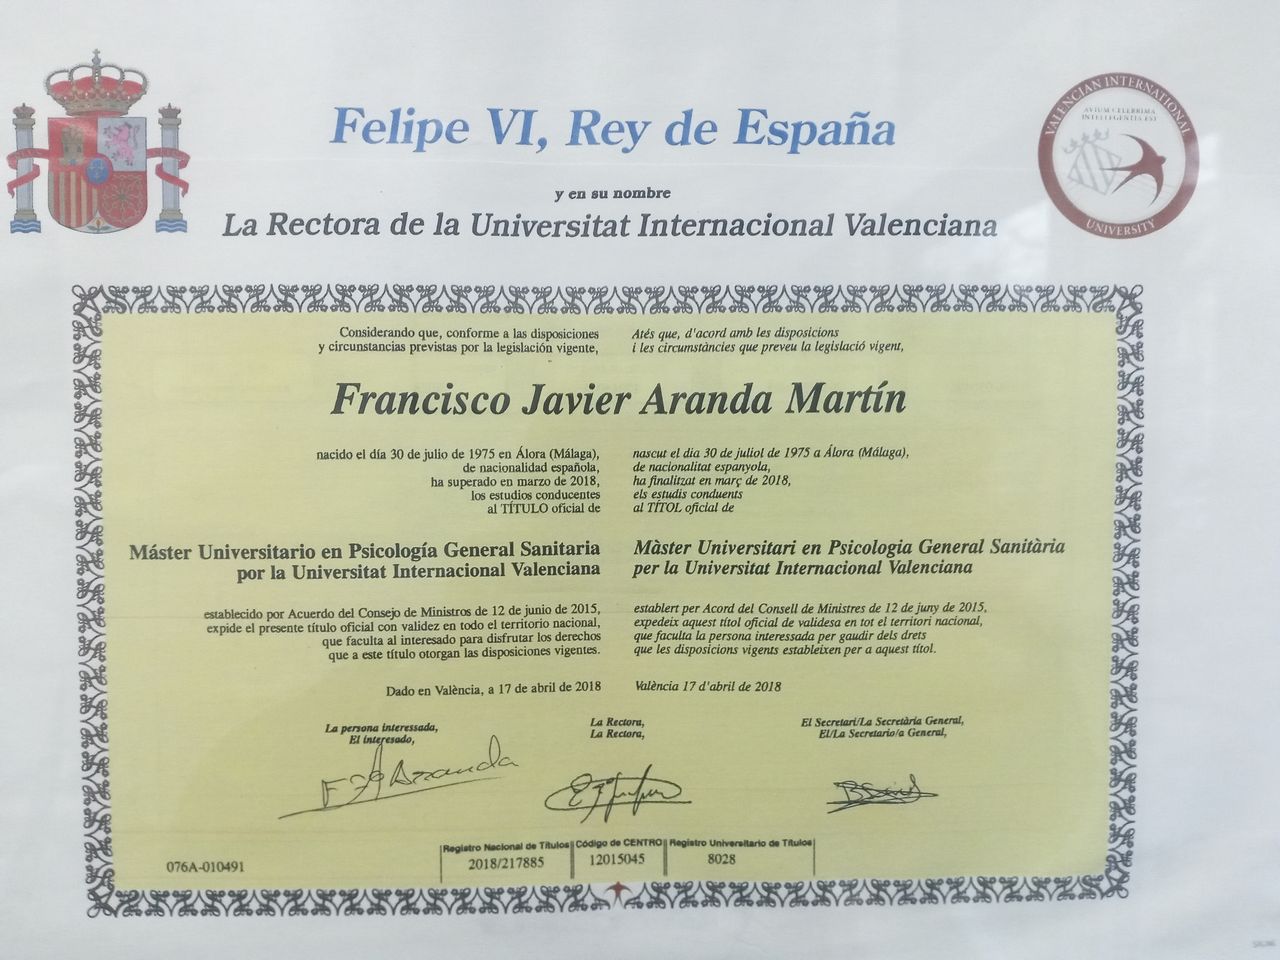 Felipe VI, Rey de España
VALENCIAN INTERNATIONAL
AVIUM CELEBRIMA
INTELLEGENTIA EST
UNIVERSITY
y en su nombre
La Rectora de la Universitat Internacional Valenciana
Considerando que, conforme a las disposiciones
y circunstancias previstas por la legislación vigente,
Atés que, d'acord amb les disposicions
i les circumstáncies que preveu la legislació vigent,
Francisco Javier Aranda Martín
nacido el día 30 de julio de 1975 en Álora (Málaga),
de nacionalidad española,
ha superado en marzo de 2018,
los estudios conducentes
al TÍTULO oficial de
nascut el dia 30 de juliol de 1975 a Álora (Málaga),
de nacionalitat espanyola,
ha finalitzat en març de 2018,
els estudis conduents
al TÍTOL oficial de
Máster Universitario en Psicología General Sanitaria
por la Universitat Internacional Valenciana
Màster Universitari en Psicologia General Sanitària
per la Universitat Internacional Valenciana
establecido por Acuerdo del Consejo de Ministros de 12 de junio de 2015,
expide el presente título oficial con validez en todo el territorio nacional,
que faculta al interesado para disfrutar los derechos
que a este título otorgan las disposiciones vigentes.
establert per Acord del Consell de Ministres de 12 de juny de 2015,
expedeix aquest títol oficial de validesa en tot el territori nacional,
que faculta la persona interessada per gaudir dels drets
que les disposicions vigents estableixen per a aquest títol.
Dado en València, a 17 de abril de 2018
València 17 d'abril de 2018
La persona interessada,
El interesado,
La Rectora,
La Rectora,
El Secretari/La Secretària General,
El/La Secretario/a General,
F J Aranda
076A-010491
Registro Nacional de Títulos
2018/217885
Código de CENTRO
12015045
Registro Universitario de Títulos
8028